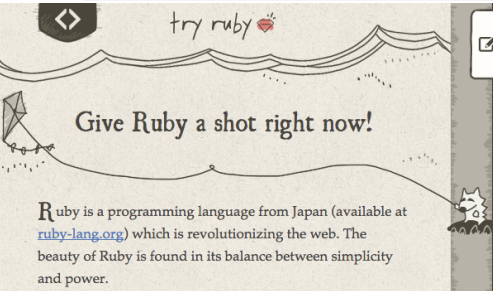 try ruby
Give Ruby a shot right now!
Ruby is a programming language from Japan (available at
ruby-lang.org) which is revolutionizing the web. The
beauty of Ruby is found in its balance between simplicity
and power.